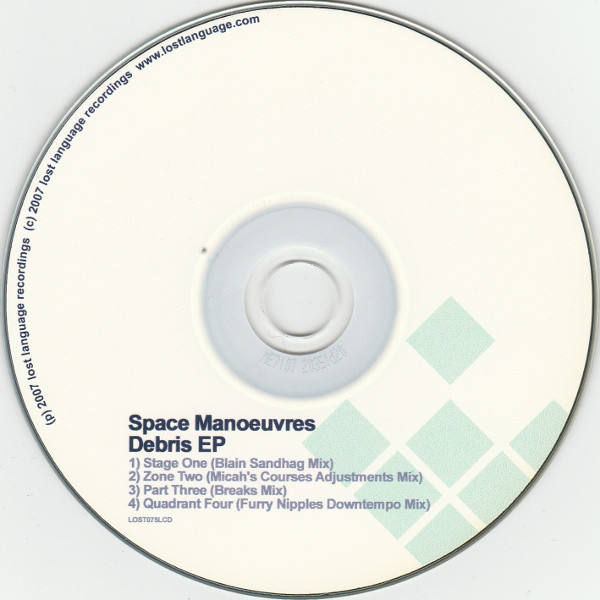 (p) 2007 lost language recordings (c) 2007 lost language recordings www.lostlanguage.com
Space Manoeuvres
Debris EP
1) Stage One (Blain Sandhag Mix)
2) Zone Two (Micah's Courses Adjustments Mix)
3) Part Three (Breaks Mix)
4) Quadrant Four (Furry Nipples Downtempo Mix)
LOST075LCD